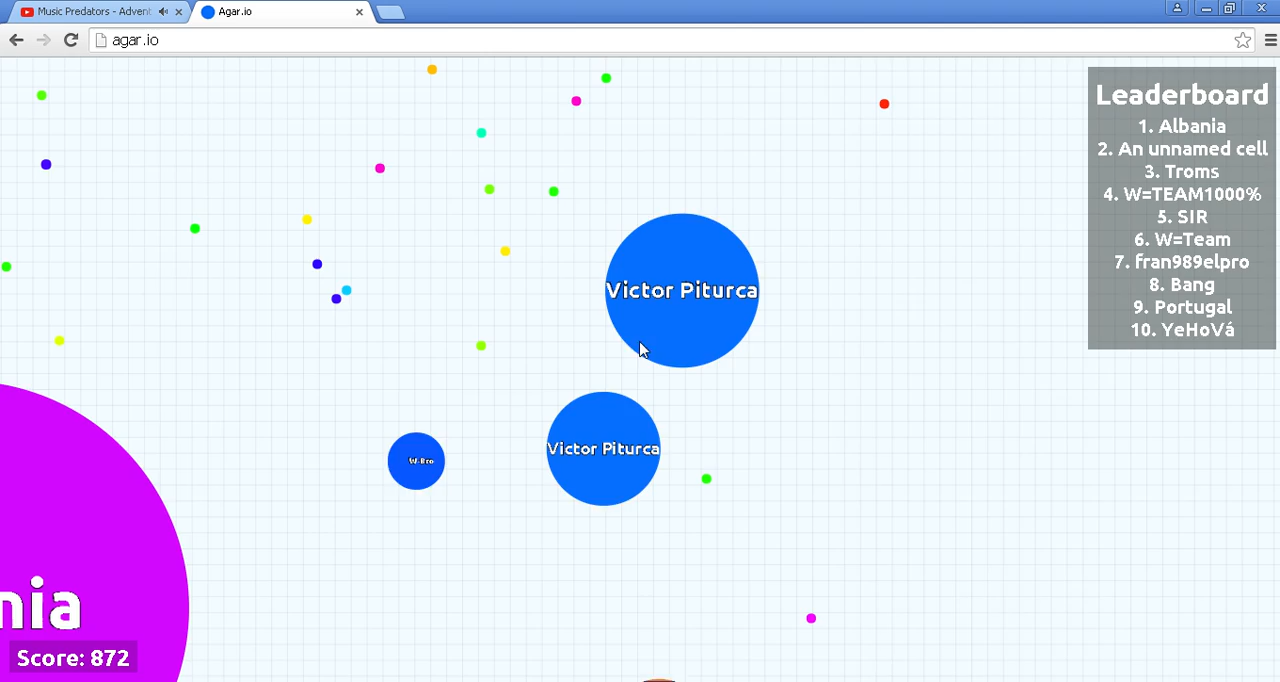 Music Predators - Advent
Agar.io
agar.io
Leaderboard
1. Albania
2. An unnamed cell
3. Troms
4. W=TEAM1000%
5. SIR
6. W=Team
7. fran989elpro
8. Bang
9. Portugal
10. YeHoVá
Victor Piturca
Victor Piturca
nia
Score: 872